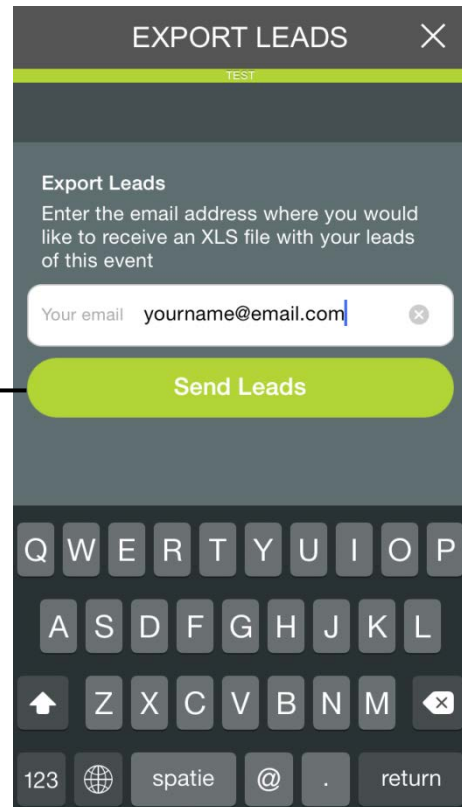 EXPORT LEADS
TEST
Export Leads
Enter the email address where you would
like to receive an XLS file with your leads
of this event
Your email yourname@email.com
Send Leads
Q W E R T Y U I O P
A S D F G H J K L
Z X C V B N M
123 spatie @ . return